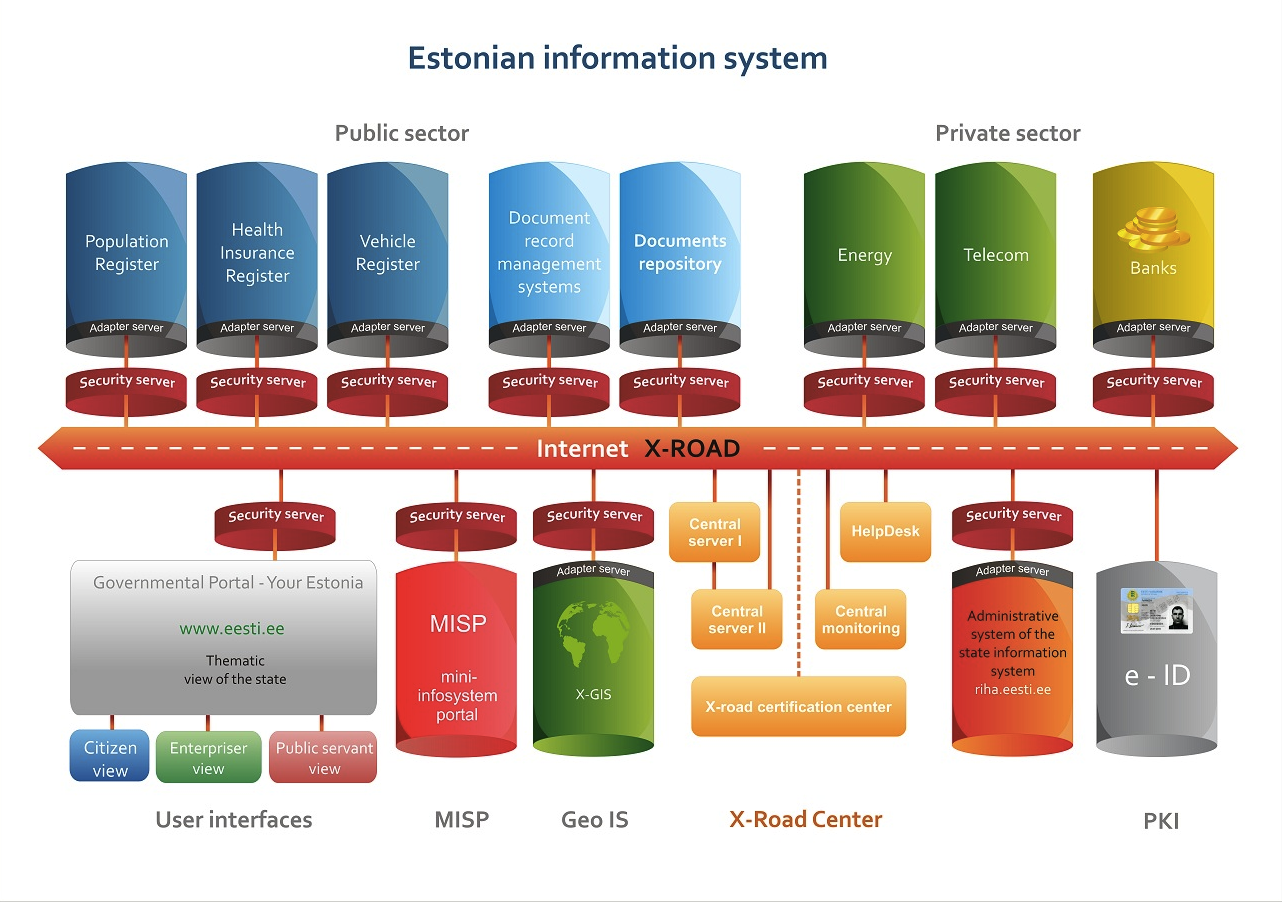 Estonian information system
Public sector
Private sector
Population
Register
Health
Insurance
Register
Vehicle
Register
Document
record
management
systems
Documents
repository
Energy
Telecom
Banks
Adapter server
Adapter server
Adapter server
Adapter server
Adapter server
Adapter server
Adapter server
Adapter server
Security server
Security server
Security server
Security server
Security server
Security server
Security server
Security server
Internet X-ROAD
Security server
Security server
Security server
Central
server I
HelpDesk
Security server
Governmental Portal - Your Estonia
www.eesti.ee
Thematic
view of the state
Citizen
view
Enterpriser
view
Public servant
view
MISP
mini-
infosystem
portal
Adapter server
X-GIS
Central
server II
Central
monitoring
X-road certification center
Adapter server
Administrative
system of the
state information
system
riha.eesti.ee
e - ID
User interfaces
MISP
Geo IS
X-Road Center
PKI